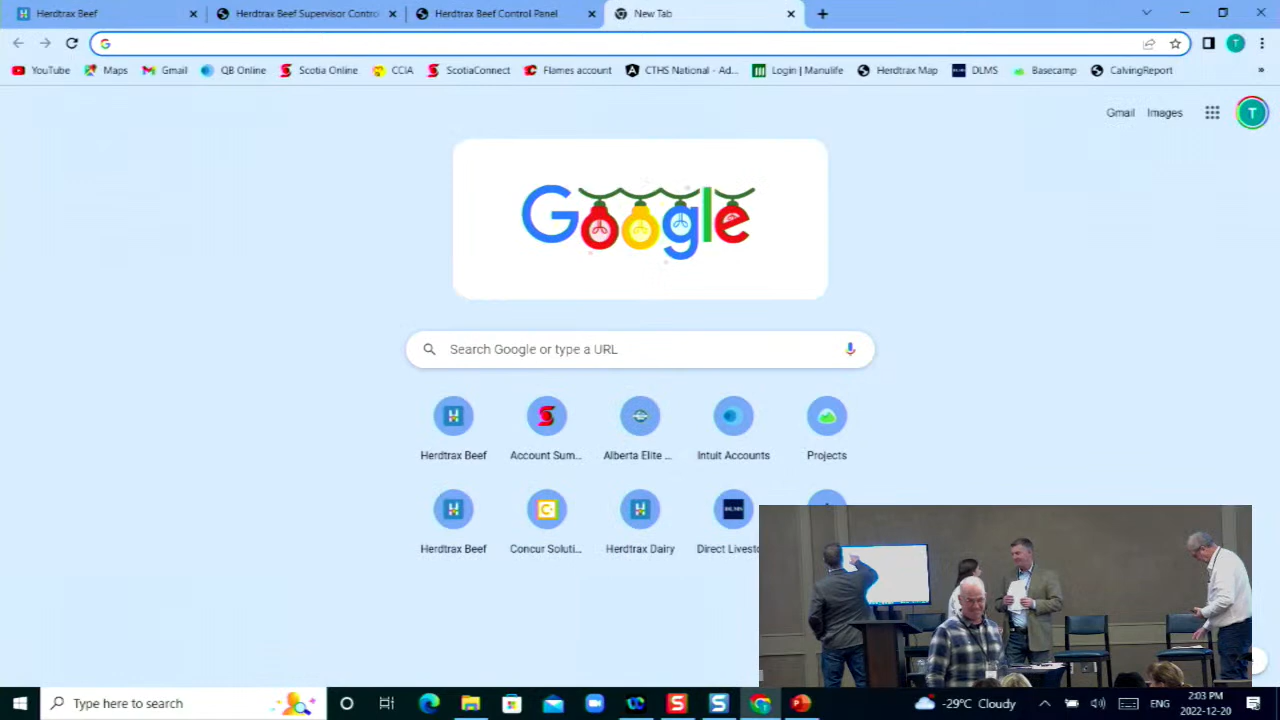 Herdtrax Beef
Herdtrax Beef Supervisor Contro
Herdtrax Beef Control Panel
New Tab
YouTube
Maps
Gmail
QB Online
Scotia Online
CCIA
ScotiaConnect
Flames account
CTHS National - Ad...
Login | Manulife
Herdtrax Map
DLMS
Basecamp
CalvingReport
»
Gmail
Images
T
T
Google
Search Google or type a URL
Herdtrax Beef
Account Sum...
Alberta Elite ...
Intuit Accounts
Projects
Herdtrax Beef
Concur Soluti...
Herdtrax Dairy
Direct Livesto
Type here to search
-29°C Cloudy
ENG
2:03 PM
2022-12-20